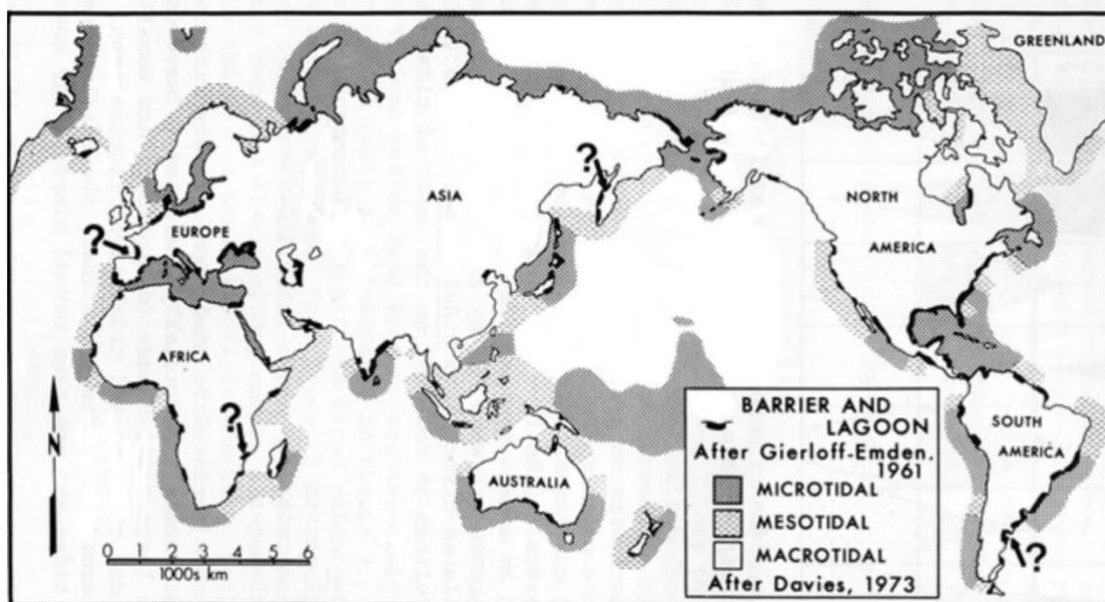 GREENLAND
?
NORTH
AMERICA
ASIA
EUROPE
?
AFRICA
?
N
0 1 2 3 4 5 6
1000s km
AUSTRALIA
SOUTH
AMERICA
?
BARRIER AND
LAGOON
After Gierloff-Emden,
1961
MICROTIDAL
MESOTIDAL
MACROTIDAL
After Davies, 1973